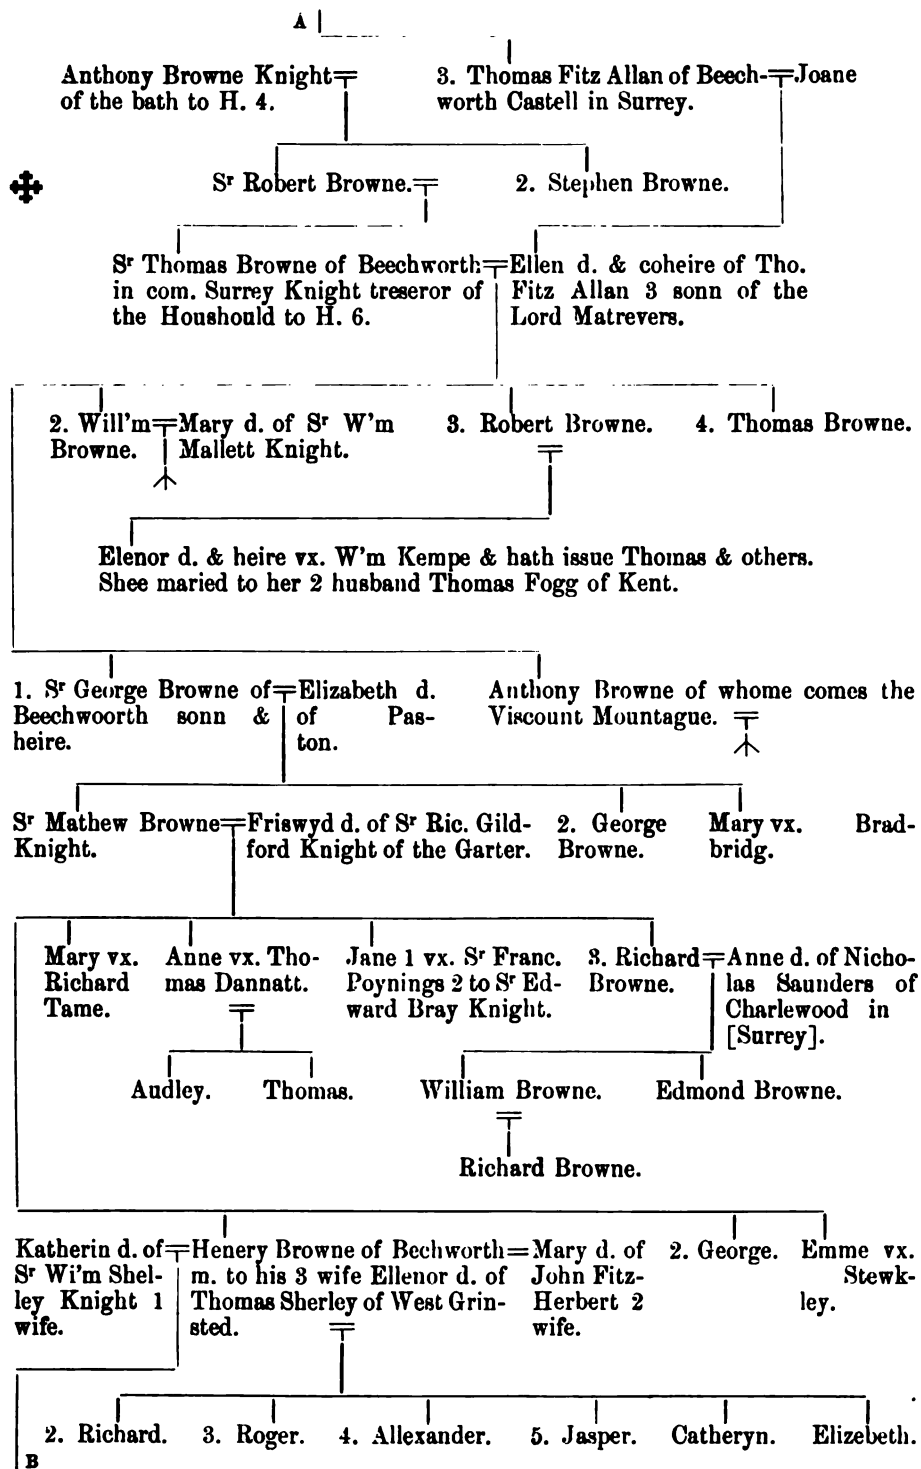 A
Anthony Browne Knight
of the bath to H. 4.
3. Thomas Fitz Allan of Beech-
worth Castell in Surrey.
Joane
Sʳ Robert Browne.
2. Stephen Browne.
Sʳ Thomas Browne of Beechworth
in com. Surrey Knight treseror of
the Houshould to H. 6.
Ellen d. & coheire of Tho.
Fitz Allan 3 sonn of the
Lord Matrevers.
2. Will'm
Browne.
Mary d. of Sʳ W'm
Mallett Knight.
3. Robert Browne.
4. Thomas Browne.
Elenor d. & heire vx. W'm Kempe & hath issue Thomas & others.
Shee maried to her 2 husband Thomas Fogg of Kent.
1. Sʳ George Browne of
Beechwoorth sonn &
heire.
Elizabeth d.
of Pas-
ton.
Anthony Browne of whome comes the
Viscount Mountague.
Sʳ Mathew Browne
Knight.
Friswyd d. of Sʳ Ric. Gild-
ford Knight of the Garter.
2. George
Browne.
Mary vx. Brad-
bridg.
Mary vx.
Richard
Tame.
Anne vx. Tho-
mas Dannatt.
Jane 1 vx. Sʳ Franc.
Poynings 2 to Sʳ Ed-
ward Bray Knight.
3. Richard
Browne.
Anne d. of Nicho-
las Saunders of
Charlewood in
[Surrey].
Audley.
Thomas.
William Browne.
Edmond Browne.
Richard Browne.
Katherin d. of
Sʳ Wi'm Shel-
ley Knight 1
wife.
Henery Browne of Bechworth
m. to his 3 wife Ellenor d. of
Thomas Sherley of West Grin-
sted.
Mary d. of
John Fitz-
Herbert 2
wife.
2. George.
Emme vx.
Stewk-
ley.
2. Richard.
3. Roger.
4. Allexander.
5. Jasper.
Catheryn.
Elizebeth.
B